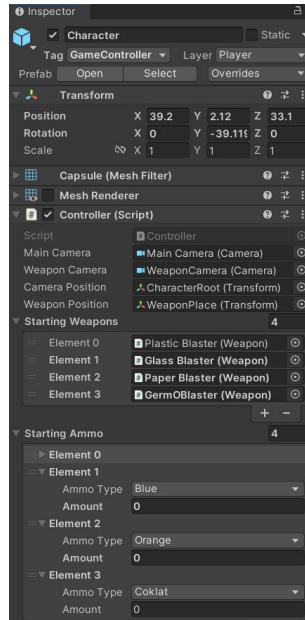 Inspector
Character Static
Tag GameController Layer Player
Prefab Open Select Overrides
Transform
Position X 39.2 Y 2.12 Z 33.1
Rotation X 0 Y -39.119 Z 0
Scale X 1 Y 1 Z 1
Capsule (Mesh Filter)
Mesh Renderer
# Controller (Script)
Script Controller
Main Camera Main Camera (Camera)
Weapon Camera WeaponCamera (Camera)
Camera Position CharacterRoot (Transform)
Weapon Position WeaponPlace (Transform)
Starting Weapons 4
Element 0 Plastic Blaster (Weapon)
Element 1 Glass Blaster (Weapon)
Element 2 Paper Blaster (Weapon)
Element 3 GermOBlaster (Weapon)
+ −
Starting Ammo 4
Element 0
Element 1
Ammo Type Blue
Amount 0
Element 2
Ammo Type Orange
Amount 0
Element 3
Ammo Type Coklat
Amount 0